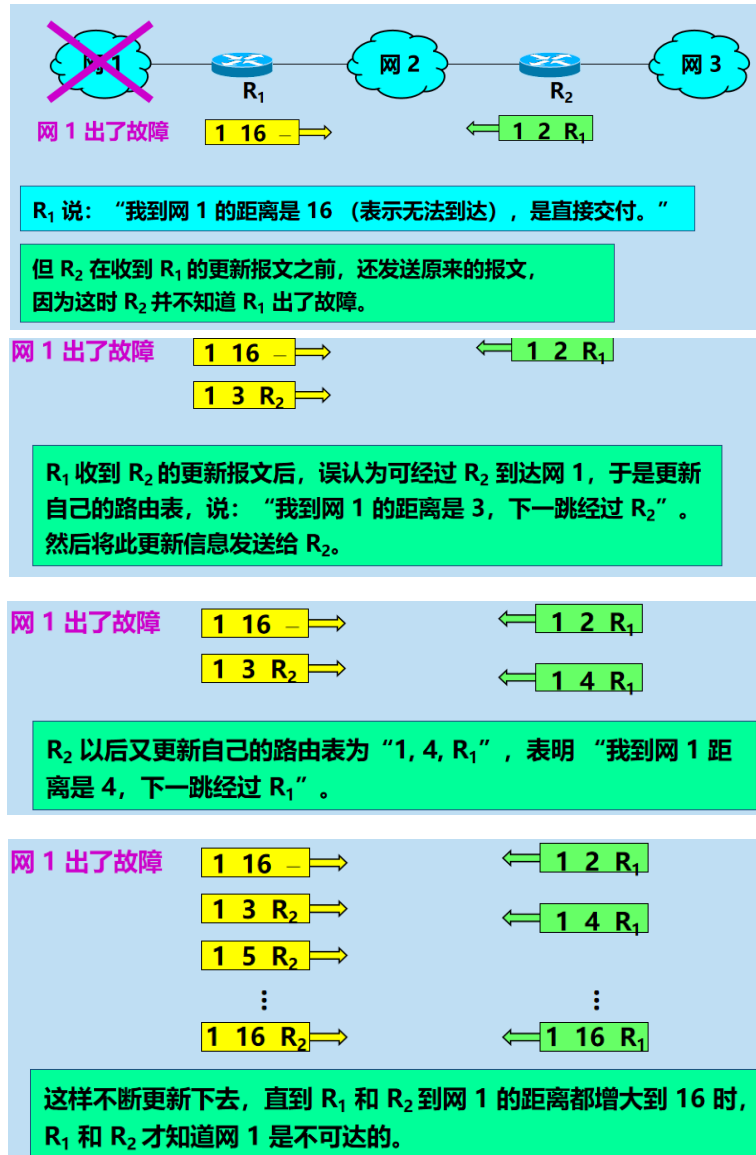 网 1
网 2
网 3
R₁
R₂
网 1 出了故障
1 16 –
1 2 R₁
R₁ 说：“我到网 1 的距离是 16 （表示无法到达），是直接交付。”
但 R₂ 在收到 R₁ 的更新报文之前，还发送原来的报文，
因为这时 R₂ 并不知道 R₁ 出了故障。
网 1 出了故障
1 16 –
1 2 R₁
1 3 R₂
R₁ 收到 R₂ 的更新报文后，误认为可经过 R₂ 到达网 1，于是更新
自己的路由表，说：“我到网 1 的距离是 3，下一跳经过 R₂”。
然后将此更新信息发送给 R₂。
网 1 出了故障
1 16 –
1 2 R₁
1 3 R₂
1 4 R₁
R₂ 以后又更新自己的路由表为“1, 4, R₁”，表明 “我到网 1 距
离是 4，下一跳经过 R₁”。
网 1 出了故障
1 16 –
1 2 R₁
1 3 R₂
1 4 R₁
1 5 R₂
⋮
⋮
1 16 R₂
1 16 R₁
这样不断更新下去，直到 R₁ 和 R₂ 到网 1 的距离都增大到 16 时，
R₁ 和 R₂ 才知道网 1 是不可达的。